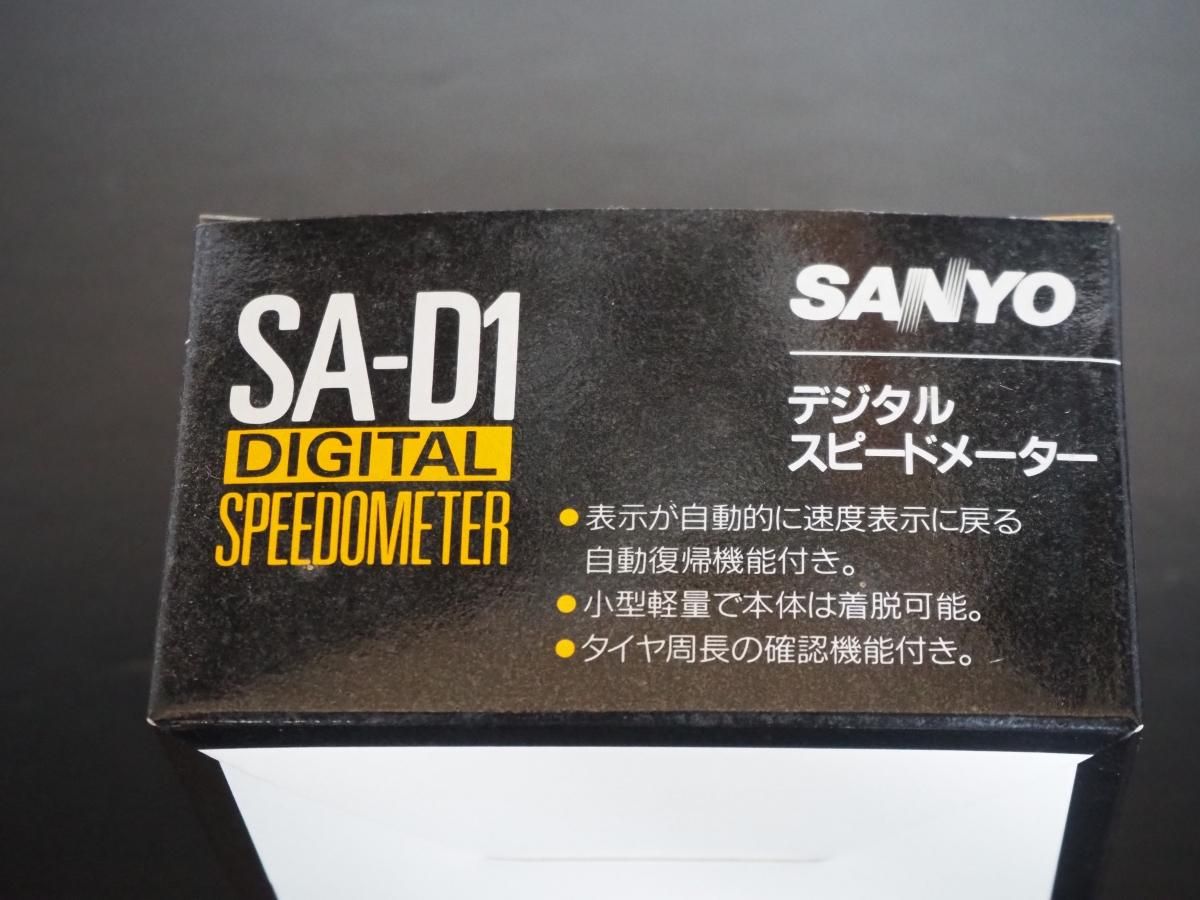 SA-D1
DIGITAL
SPEEDOMETER
SANYO
デジタル
スピードメーター
●表示が自動的に速度表示に戻る
自動復帰機能付き。
●小型軽量で本体は着脱可能。
●タイヤ周長の確認機能付き。